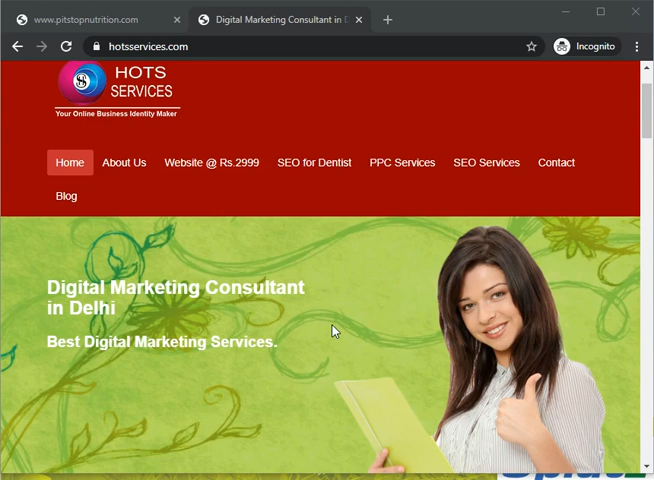 www.pitstopnutrition.com
Digital Marketing Consultant in D
hotsservices.com
Incognito
HOTS
SERVICES
Your Online Business Identity Maker
Home About Us Website @ Rs.2999 SEO for Dentist PPC Services SEO Services Contact
Blog
Digital Marketing Consultant
in Delhi
Best Digital Marketing Services.